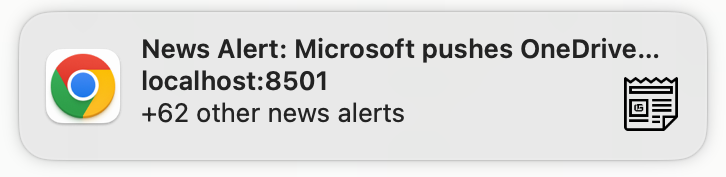 News Alert: Microsoft pushes OneDrive...
localhost:8501
+62 other news alerts